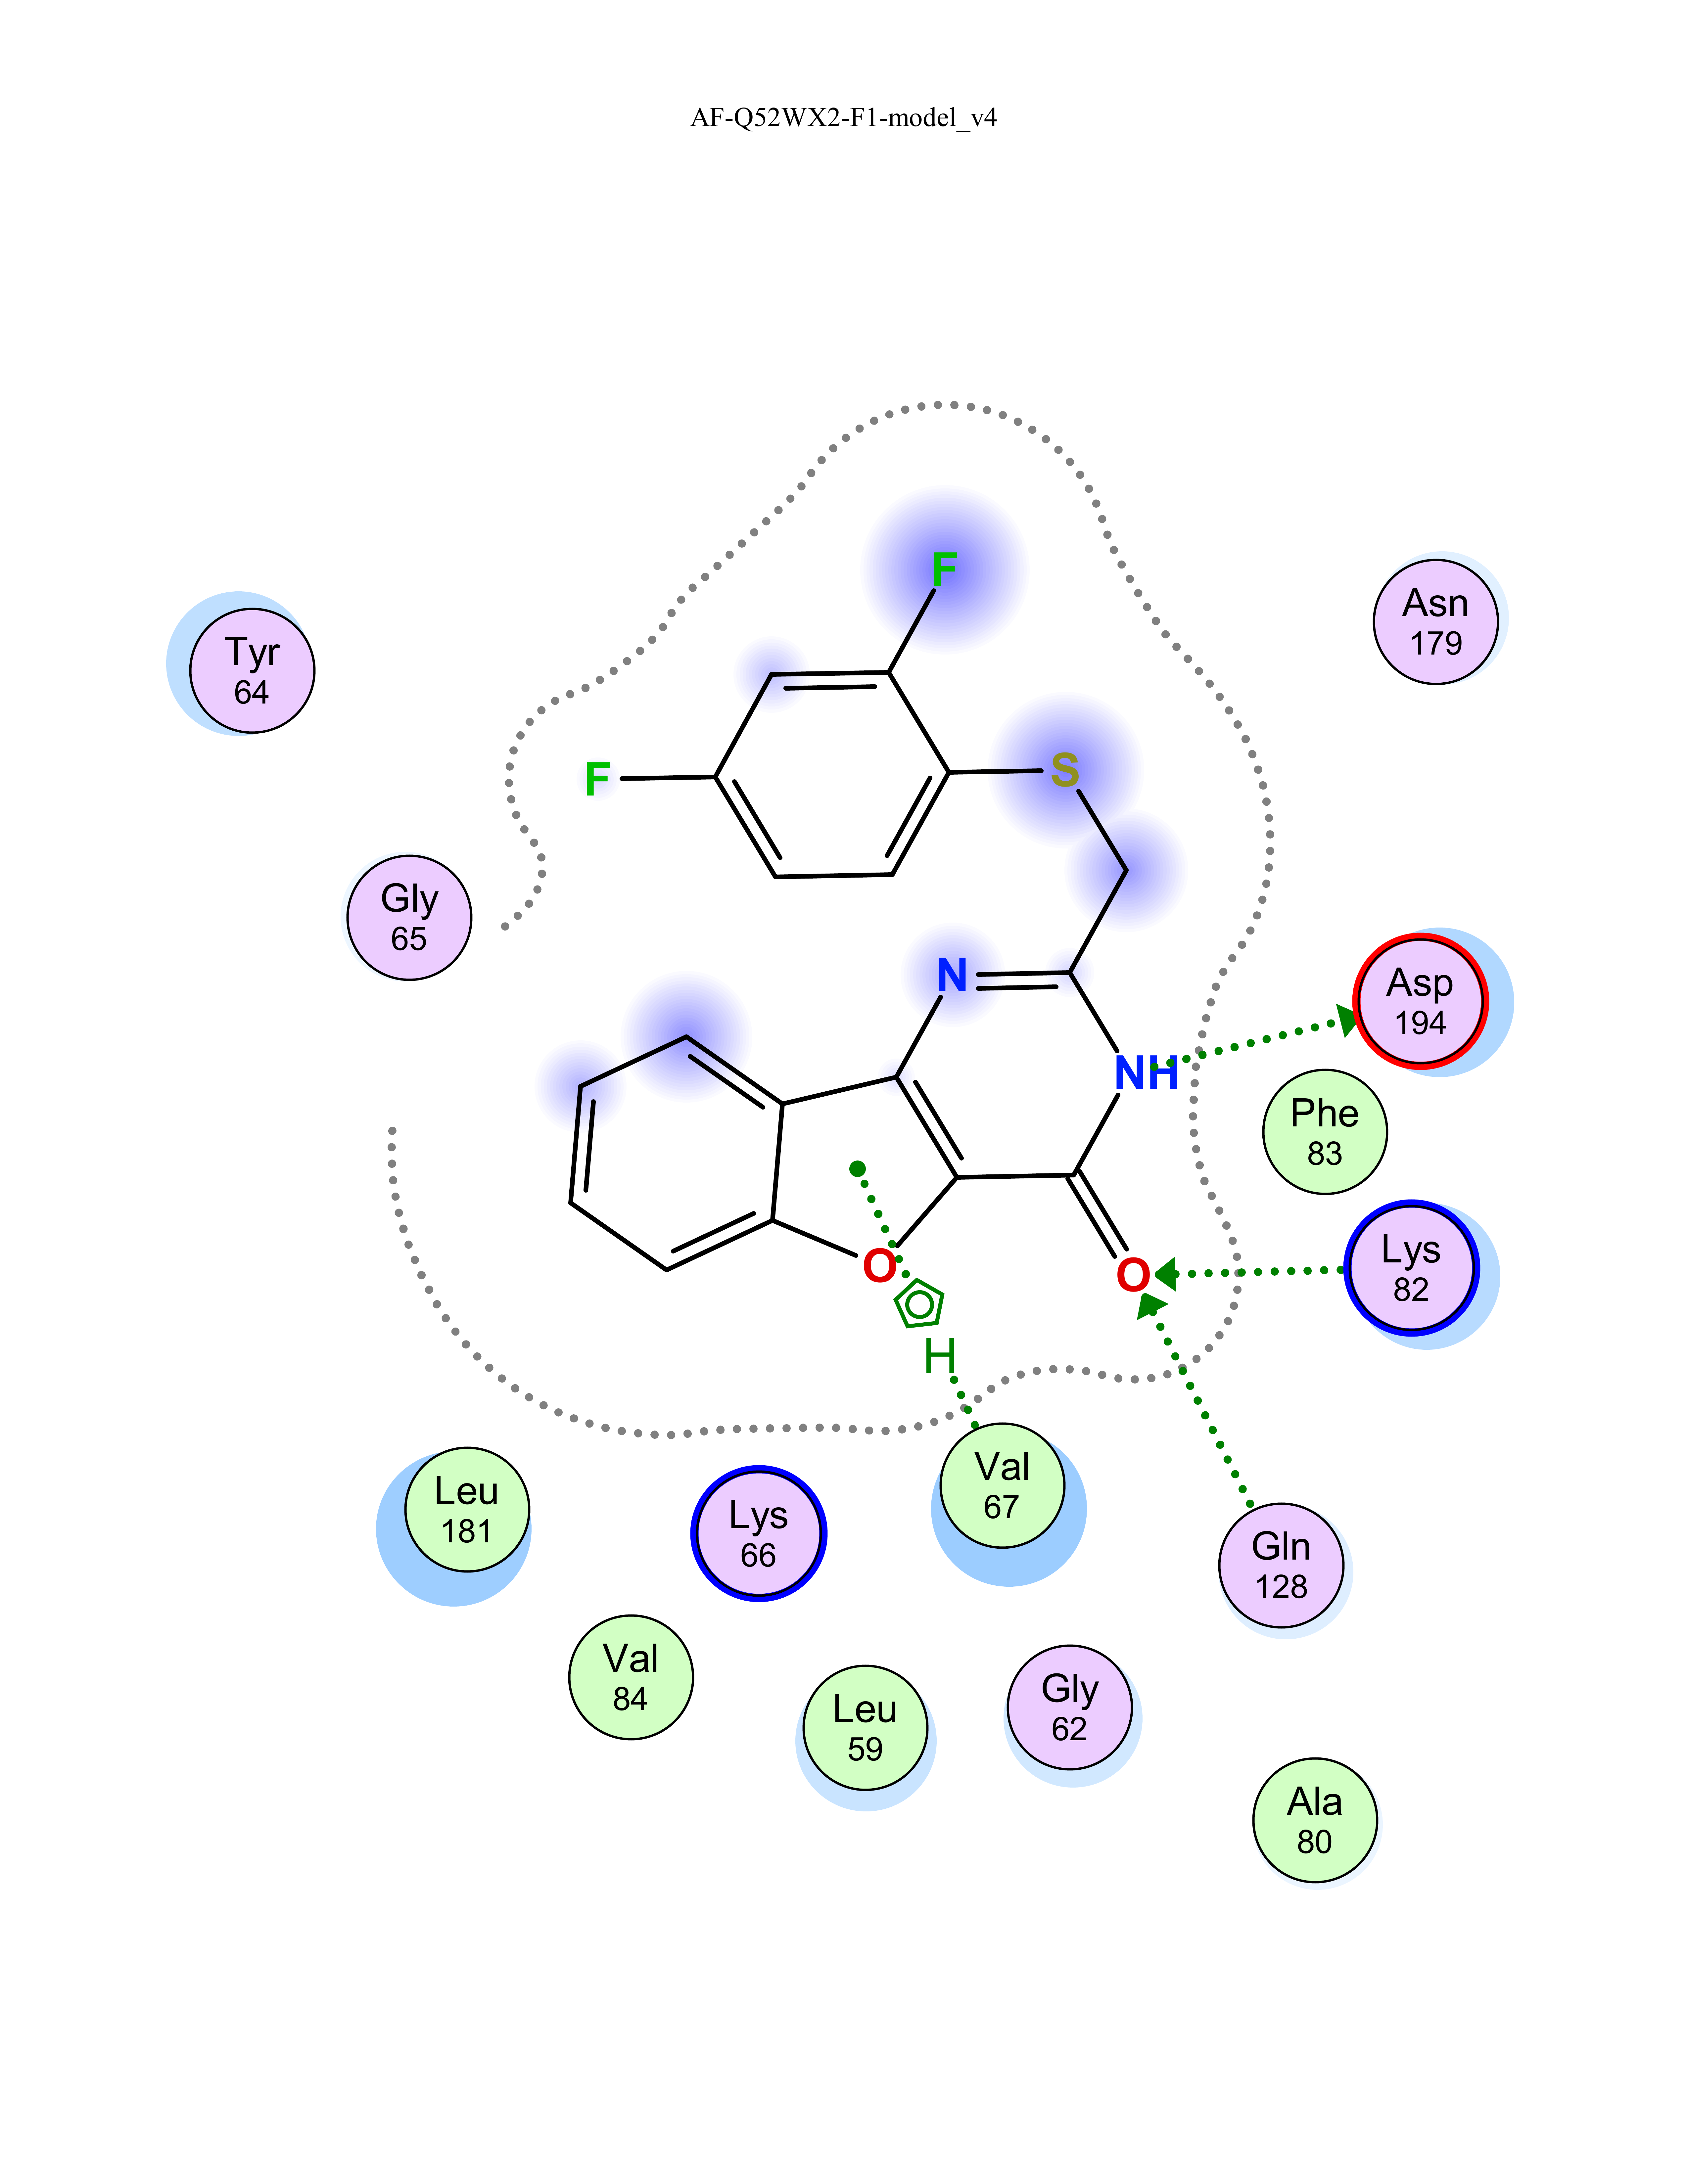 AF-Q52WX2-F1-model_v4
F
Asn
179
Tyr
64
F
S
Gly
65
N
Asp
194
NH
Phe
83
Lys
82
O
O
H
Val
67
Leu
181
Lys
66
Gln
128
Val
84
Gly
62
Leu
59
Ala
80